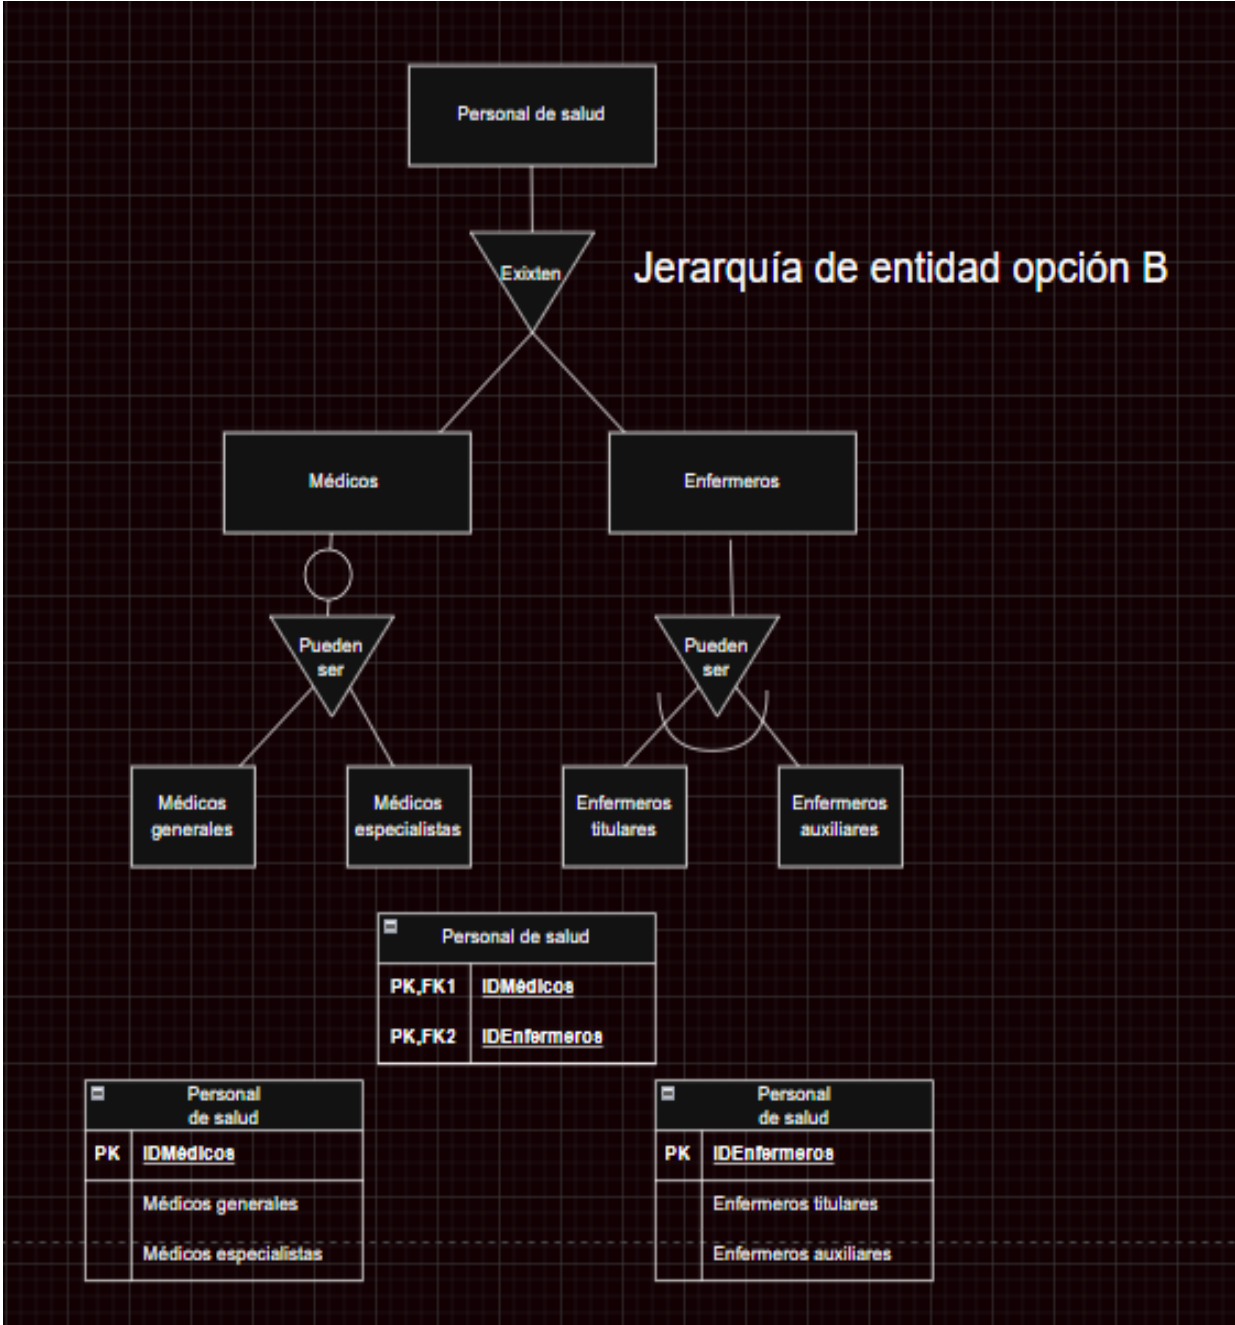 Personal de salud
Exixten
Jerarquía de entidad opción B
Médicos
Enfermeros
Pueden
ser
Pueden
ser
Médicos
generales
Médicos
especialistas
Enfermeros
titulares
Enfermeros
auxiliares
Personal de salud
PK,FK1 IDMédicos
PK,FK2 IDEnfermeros
Personal
de salud
PK IDMédicos
Médicos generales
Médicos especialistas
Personal
de salud
PK IDEnfermeros
Enfermeros titulares
Enfermeros auxiliares